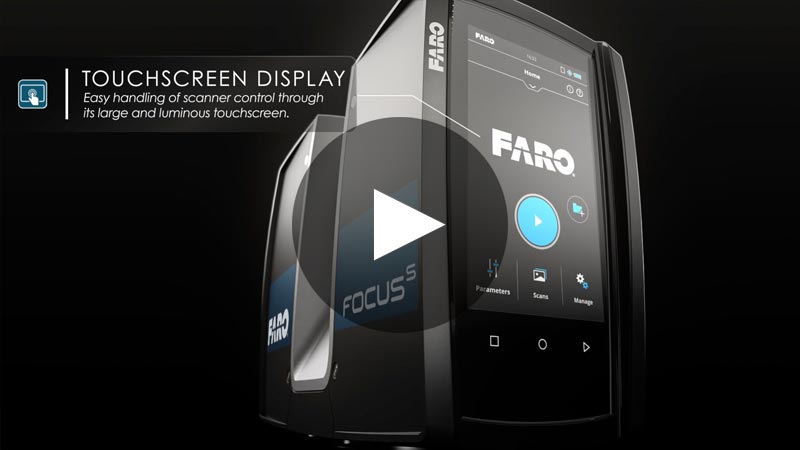 TOUCHSCREEN DISPLAY
Easy handling of scanner control through
its large and luminous touchscreen.
FARO
FARO
Home
FARO
Parameters
Scans
Manage
FOCUS S
FARO